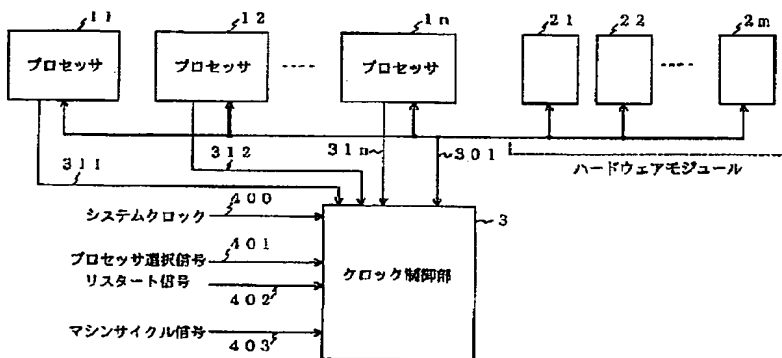 11 12 1n 21 22 2m
プロセッサ プロセッサ プロセッサ
311 312 31n 301
ハードウェアモジュール
システムクロック 400 3
プロセッサ選択信号 401
リスタート信号 402
クロック制御部
マシンサイクル信号 403